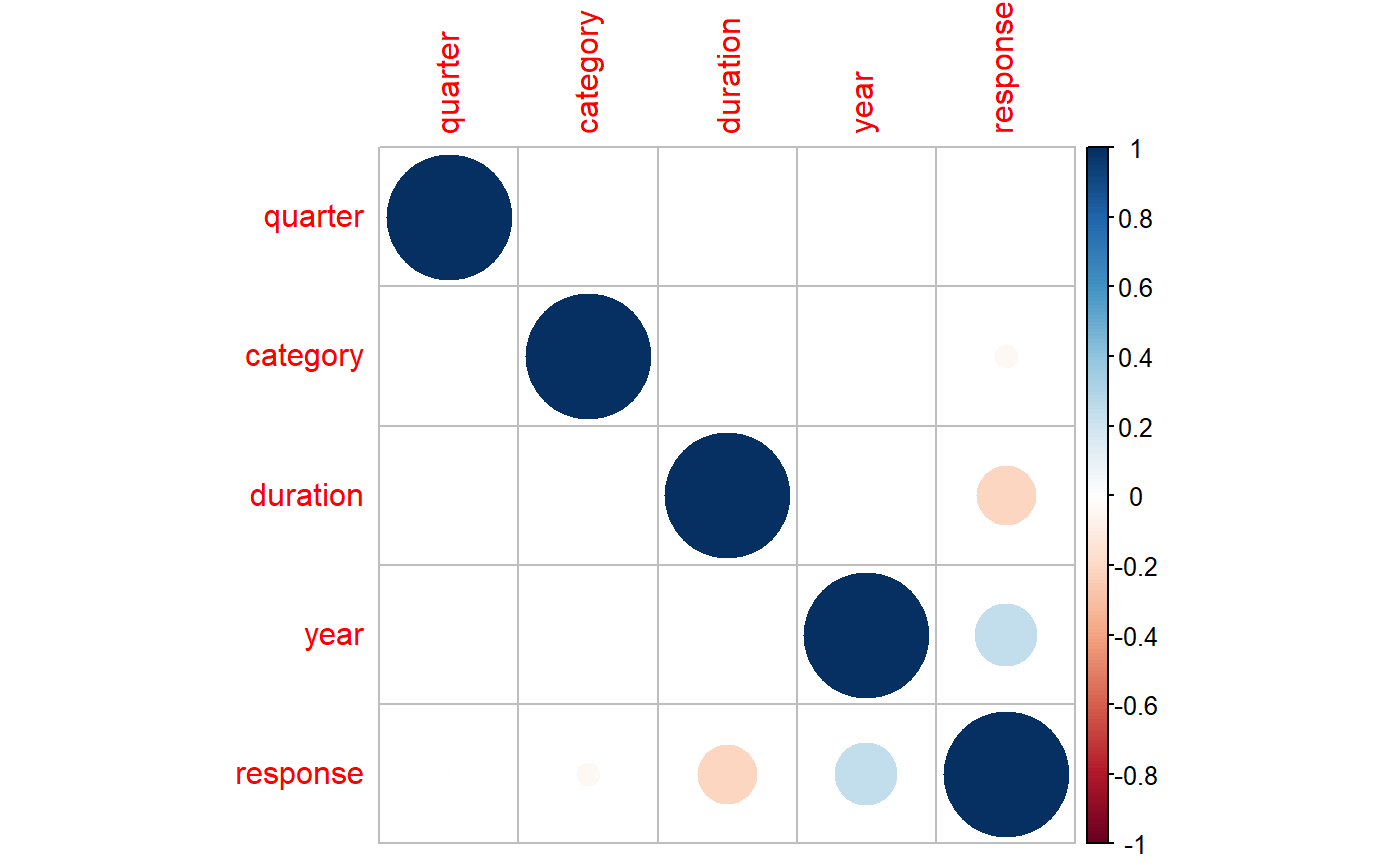 quarter
category
duration
year
response
quarter
category
duration
year
response
1
0.8
0.6
0.4
0.2
0
-0.2
-0.4
-0.6
-0.8
-1